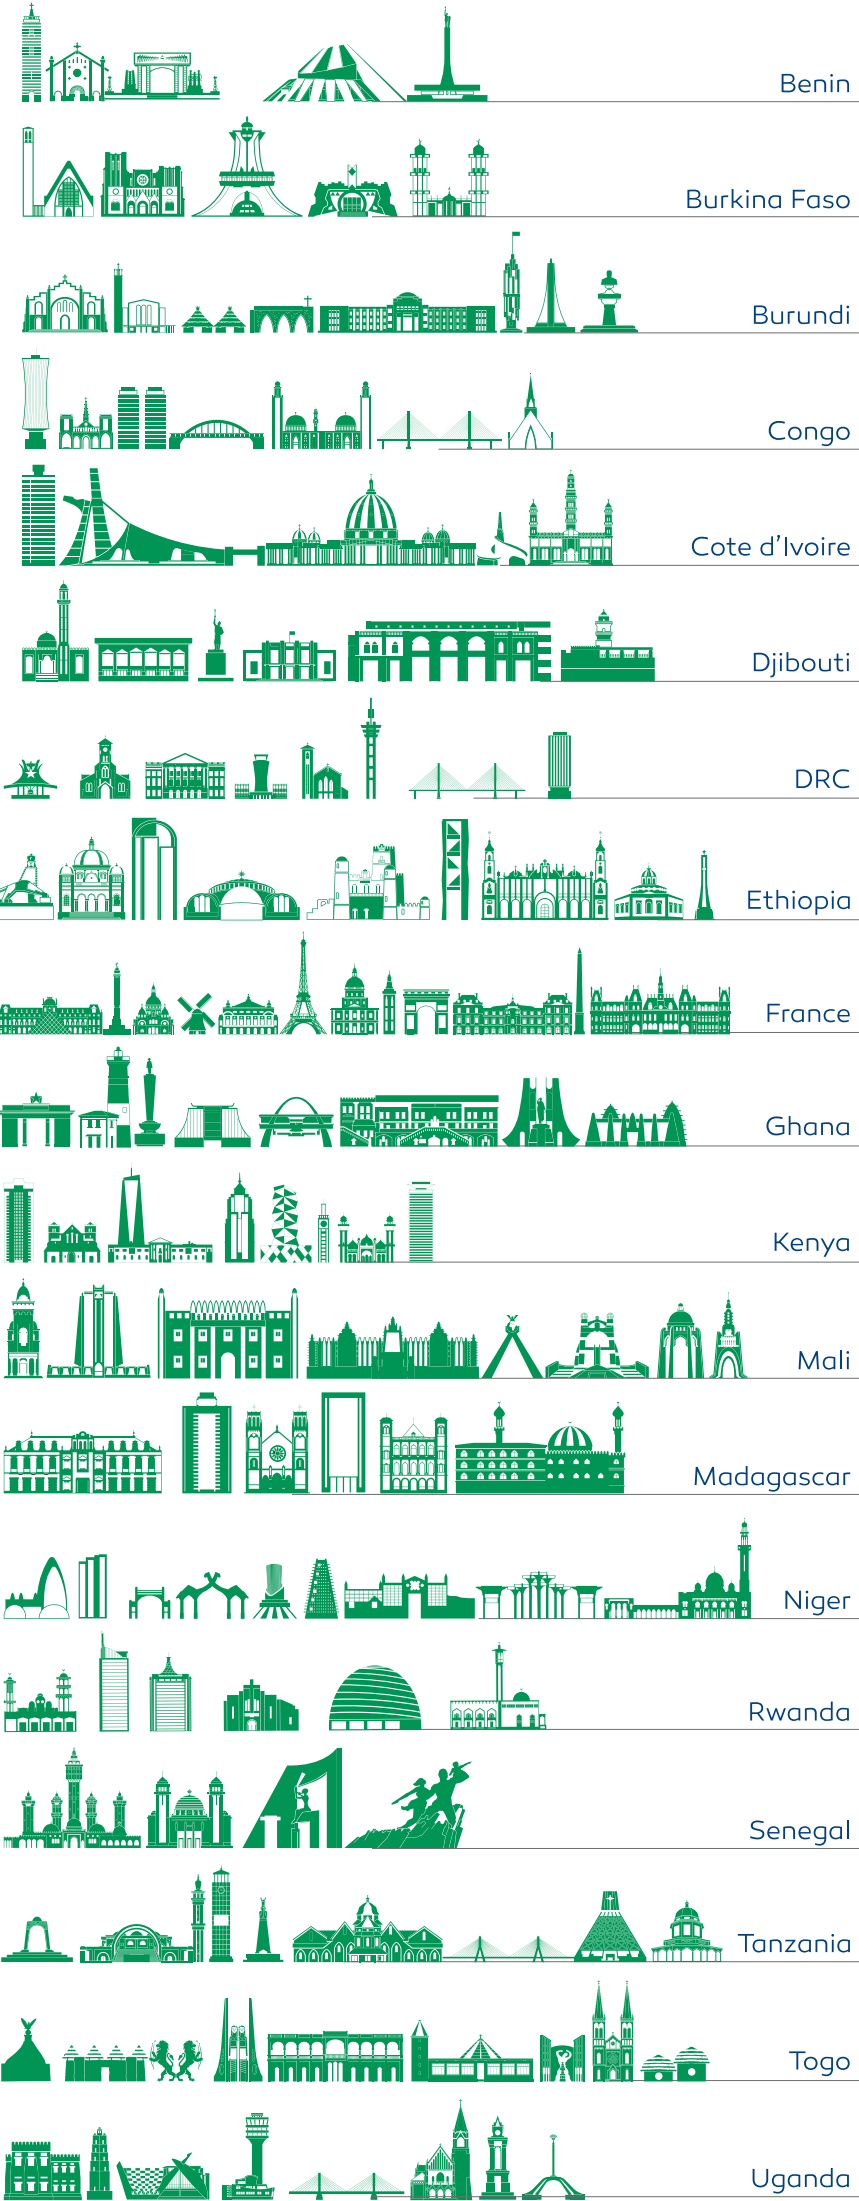 Benin
Burkina Faso
Burundi
Congo
Cote d'Ivoire
Djibouti
DRC
Ethiopia
France
Ghana
Kenya
Mali
Madagascar
Niger
Rwanda
Senegal
Tanzania
Togo
Uganda